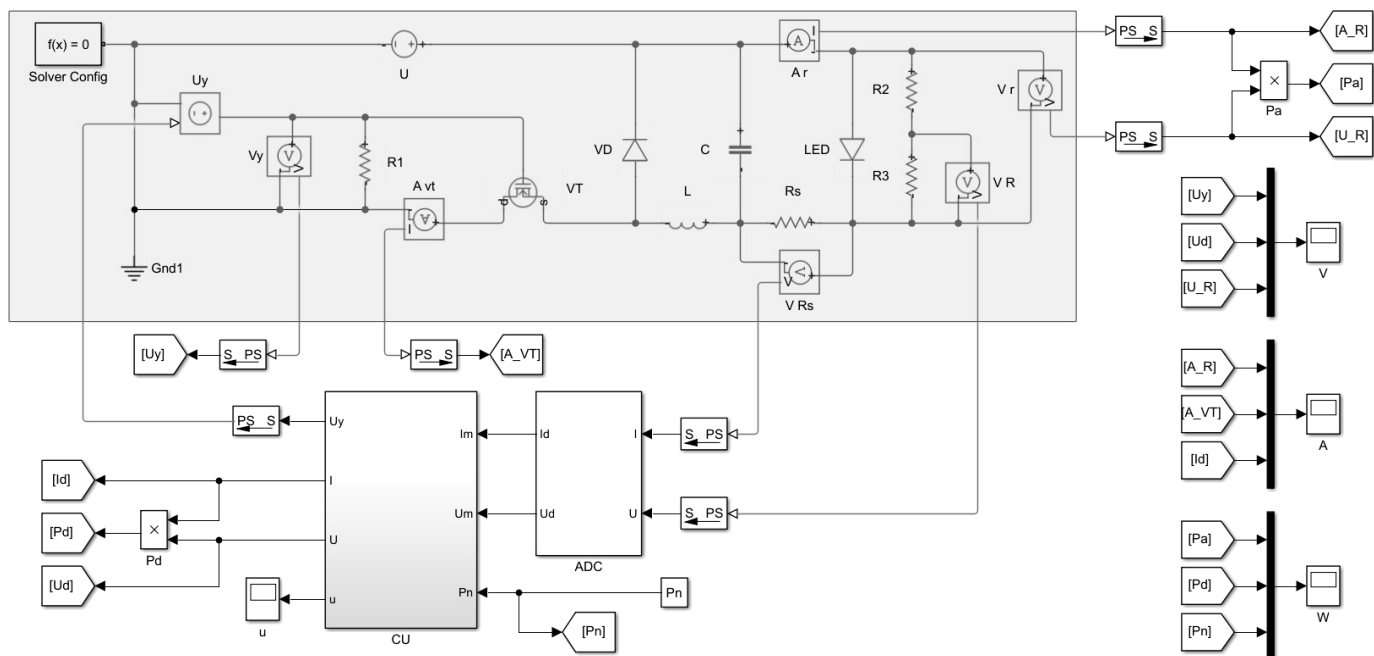 f(x) = 0
Solver Config
U
A
I
A r
PS S
[A_R]
Uy
R2
V
V r
V
×
Pa
[Pa]
V
V
Vy
R1
VD
C
LED
PS S
[U_R]
A vt
A
I
VT
d
s
L
Rs
R3
V
V
V R
[Uy]
[Ud]
V
[U_R]
Gnd1
V
V
V Rs
[Uy]
S PS
PS S
[A_VT]
[A_R]
[A_VT]
A
[Id]
PS S
Uy
Im
Id
I
S PS
[Id]
I
[Pd]
×
Pd
U
Um
Ud
U
S PS
ADC
[Ud]
u
u
Pn
Pn
CU
[Pn]
[Pa]
[Pd]
W
[Pn]